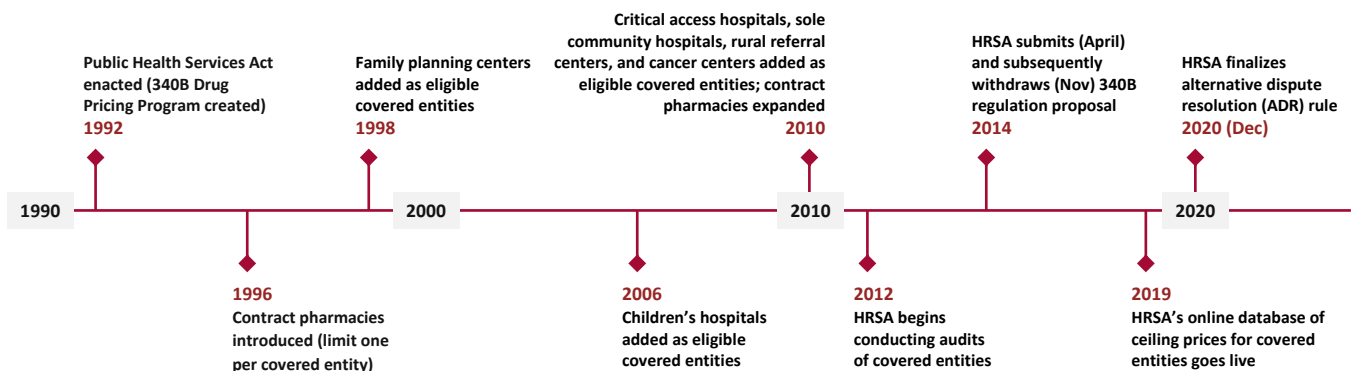 Public Health Services Act
enacted (340B Drug
Pricing Program created)
1992
Family planning centers
added as eligible
covered entities
1998
Critical access hospitals, sole
community hospitals, rural referral
centers, and cancer centers added as
eligible covered entities; contract
pharmacies expanded
2010
HRSA submits (April)
and subsequently
withdraws (Nov) 340B
regulation proposal
2014
HRSA finalizes
alternative dispute
resolution (ADR) rule
2020 (Dec)
1990
2000
2010
2020
1996
Contract pharmacies
introduced (limit one
per covered entity)
2006
Children’s hospitals
added as eligible
covered entities
2012
HRSA begins
conducting audits
of covered entities
2019
HRSA’s online database of
ceiling prices for covered
entities goes live